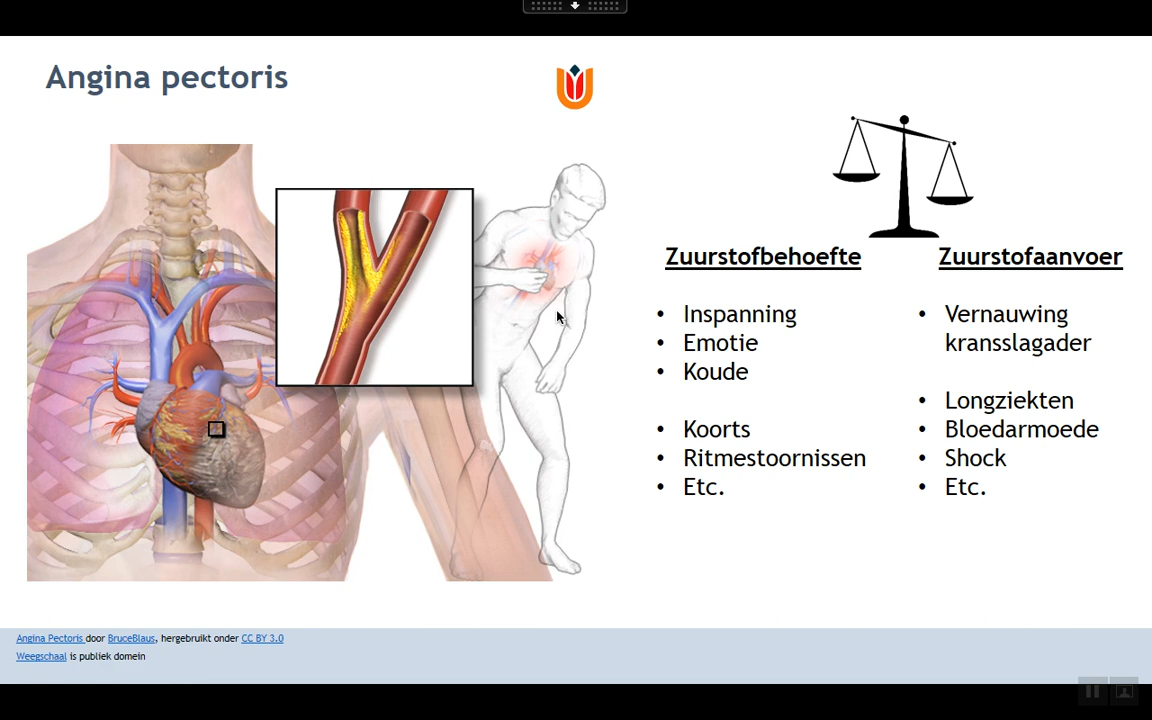 Angina pectoris
Zuurstofbehoefte
• Inspanning
• Emotie
• Koude
• Koorts
• Ritmestoornissen
• Etc.
Zuurstofaanvoer
• Vernauwing
kransslagader
• Longziekten
• Bloedarmoede
• Shock
• Etc.
Angina Pectoris door BruceBlaus, hergebruikt onder CC BY 3.0
Weegschaal is publiek domein